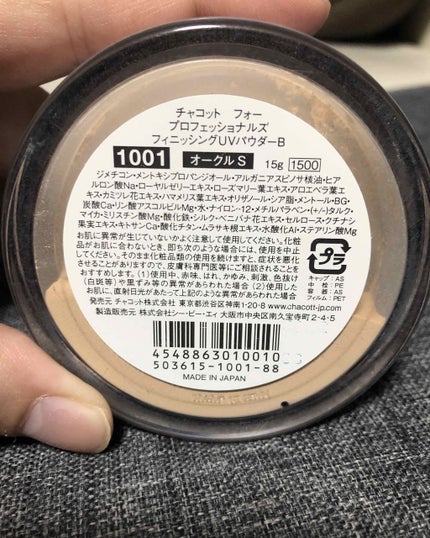 チャコット フォー
プロフェッショナルズ
フィニッシングUVパウダーB
1001 オークルS 15g 1500
ジメチコン・メントキシプロパンジオール・アルガニアスピノサ核油・ヒア
ルロン酸Na・ローヤルゼリーエキス・ローズマリー葉エキス・アロエベラ葉エ
キス・カミツレ花エキス・ハマメリス葉エキス・オリザノール・シア脂・メントール・BG・
炭酸Ca・リン酸アスコルビルMg・水・ナイロン-12・メチルパラベン・(+/-)タルク・
マイカ・ミリスチン酸Mg・酸化鉄・シルク・ベニバナ花エキス・セルロース・クチナシ
果実エキス・キトサンCa・酸化チタン・ムラサキ根エキス・水酸化Al・ステアリン酸Mg
お肌に異常が生じていないかよく注意して使用してください。化粧
品がお肌に合わないとき、即ち次のような場合には、使用を中止
してください。そのまま化粧品類の使用を続けますと、症状を悪化
させることがありますので、皮膚科専門医等にご相談されることを
おすすめします。(1)使用中、赤味、はれ、かゆみ、刺激、色抜け
(白斑等)や黒ずみ等の異常があらわれた場合(2)使用した
お肌に、直射日光があたって上記のような異常があらわれた場合
プラ
キャップ:AS
中栓:PE
容器:AS
フィルム:PET
発売元 チャコット株式会社 東京都渋谷区神南1-20-8 www.chacott-jp.com
製造販売元 株式会社シー・ビー・エィ 大阪市中央区南久宝寺町2-4-5
4548863010010
503615-1001-88
MADE IN JAPAN